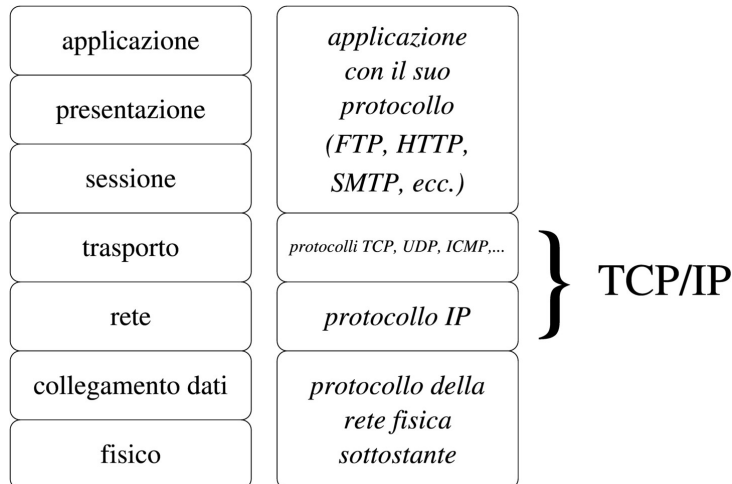 applicazione
presentazione
sessione
trasporto
rete
collegamento dati
fisico
applicazione
con il suo
protocollo
(FTP, HTTP,
SMTP, ecc.)
protocolli TCP, UDP, ICMP,...
protocollo IP
protocollo della
rete fisica
sottostante
} TCP/IP